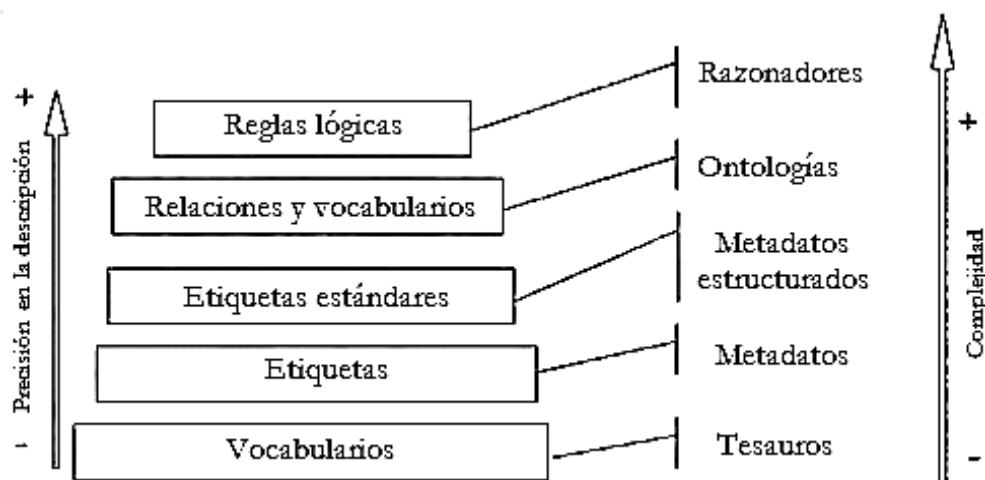 Razonadores
+
Reglas lógicas
+
Ontologías
Relaciones y vocabularios
Precisión en la descripción
Metadatos
estructurados
Etiquetas estándares
Complejidad
Etiquetas
Metadatos
-
Vocabularios
Tesauros
-